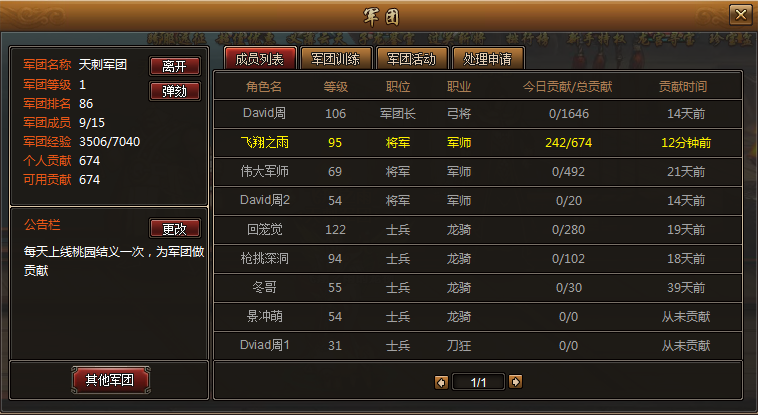 军团
军团名称 天刺军团 离开
军团等级 1
弹劾
军团排名 86
军团成员 9/15
军团经验 3506/7040
个人贡献 674
可用贡献 674
公告栏 更改
每天上线桃园结义一次，为军团做
贡献
其他军团
成员列表 军团训练 军团活动 处理申请
角色名 等级 职位 职业 今日贡献/总贡献 贡献时间
David周 106 军团长 弓将 0/1646 14天前
飞翔之雨 95 将军 军师 242/674 12分钟前
伟大军师 69 将军 军师 0/492 21天前
David周2 54 将军 军师 0/20 14天前
回笼觉 122 士兵 龙骑 0/280 19天前
枪挑深洞 94 士兵 龙骑 0/102 18天前
冬哥 55 士兵 龙骑 0/30 39天前
景冲萌 54 士兵 龙骑 0/0 从未贡献
Dviad周1 31 士兵 刀狂 0/0 从未贡献
1/1